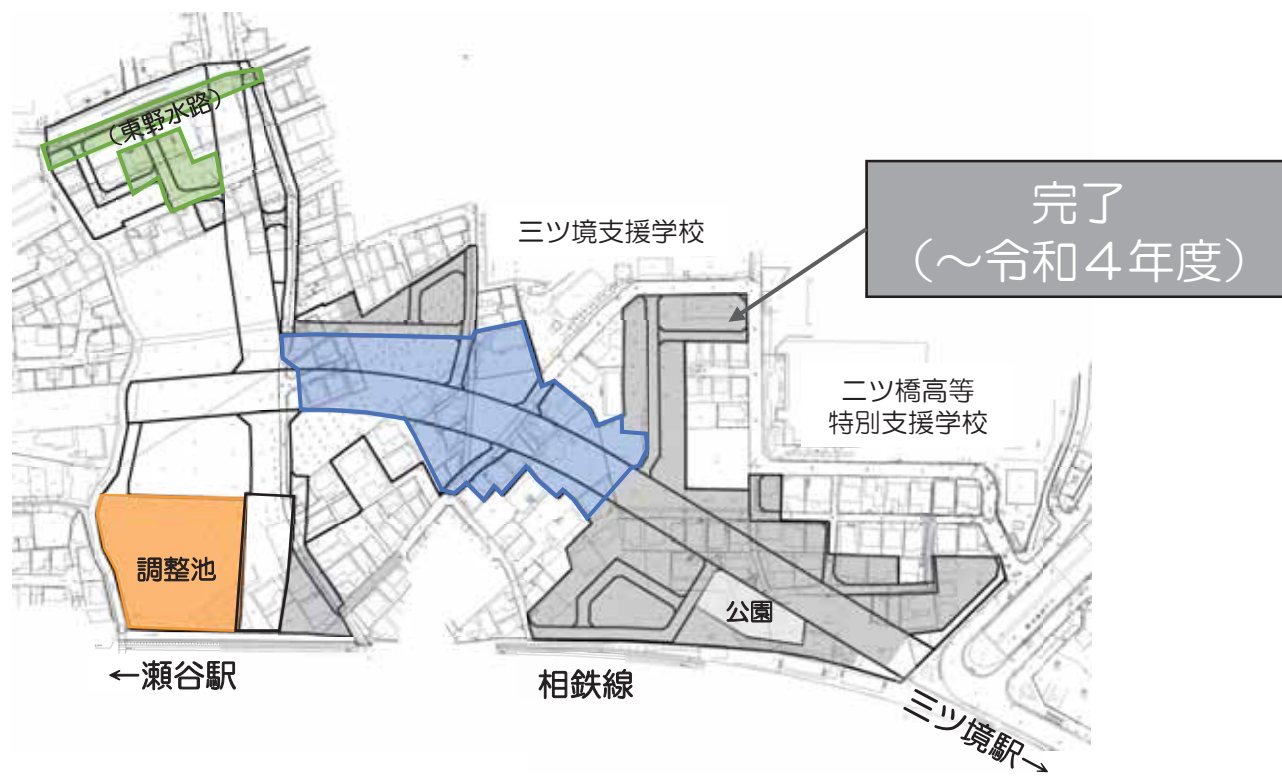 （東野水路）
三ツ境支援学校
完了
（～令和４年度）
二ツ橋高等
特別支援学校
調整池
公園
←瀬谷駅
相鉄線
三ツ境駅→